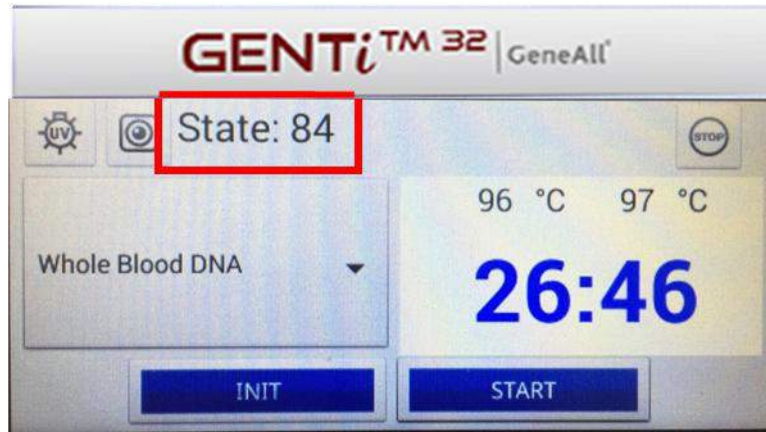 GENTi™ 32 GeneAll
UV State: 84 STOP
96 °C 97 °C
Whole Blood DNA
26:46
INIT START